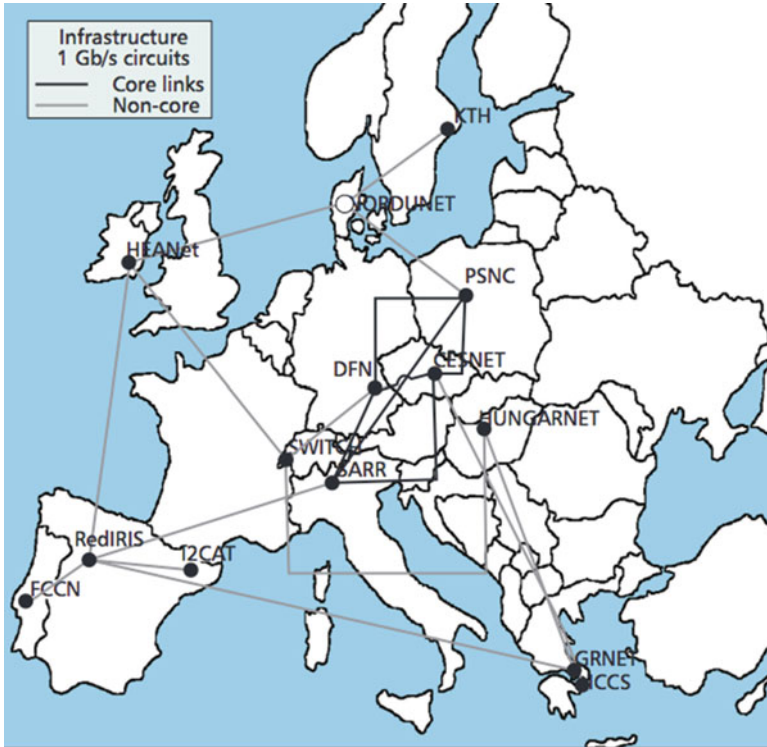 Infrastructure
1 Gb/s circuits
Core links
Non-core
KTH
NORDUNET
HEANet
PSNC
DFN
CESNET
HUNGARNET
SWITCH
GARR
RedIRIS
I2CAT
FCCN
GRNET
ICCS